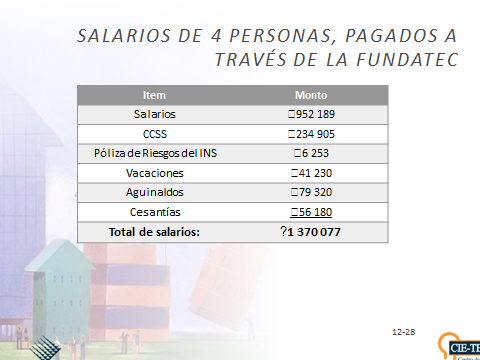 SALARIOS DE 4 PERSONAS, PAGADOS A
TRAVÉS DE LA FUNDATEC
Item Monto
Salarios □952 189
CCSS □234 905
Póliza de Riesgos del INS □6 253
Vacaciones □41 230
Aguinaldos □79 320
Cesantías □56 180
Total de salarios: ?1 370 077
12-28
CIE-TE